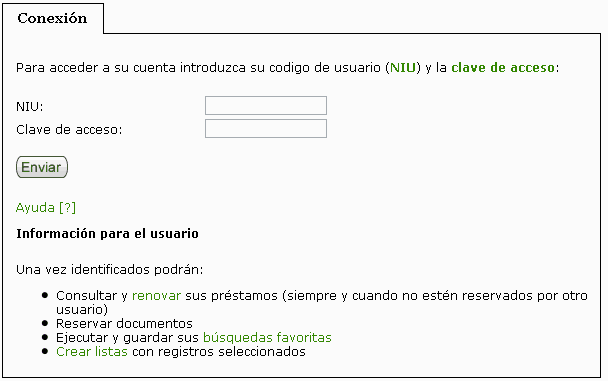 Conexión
Para acceder a su cuenta introduzca su codigo de usuario (NIU) y la clave de acceso:
NIU:
Clave de acceso:
Enviar
Ayuda [?]
Información para el usuario
Una vez identificados podrán:
Consultar y renovar sus préstamos (siempre y cuando no estén reservados por otro
usuario)
Reservar documentos
Ejecutar y guardar sus búsquedas favoritas
Crear listas con registros seleccionados